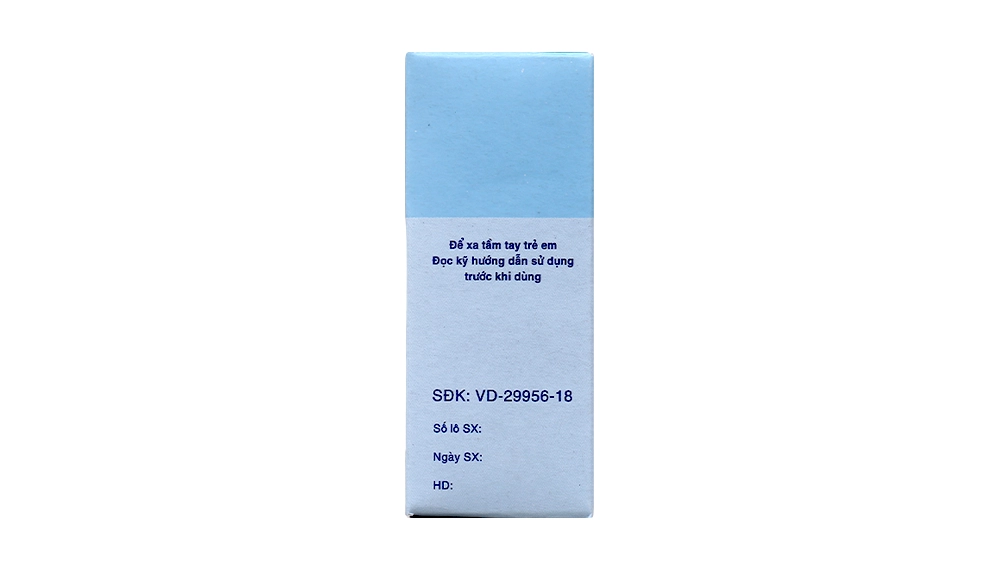 Để xa tầm tay trẻ em
Đọc kỹ hướng dẫn sử dụng
trước khi dùng
SĐK: VD-29956-18
Số lô SX:
Ngày SX:
HD: